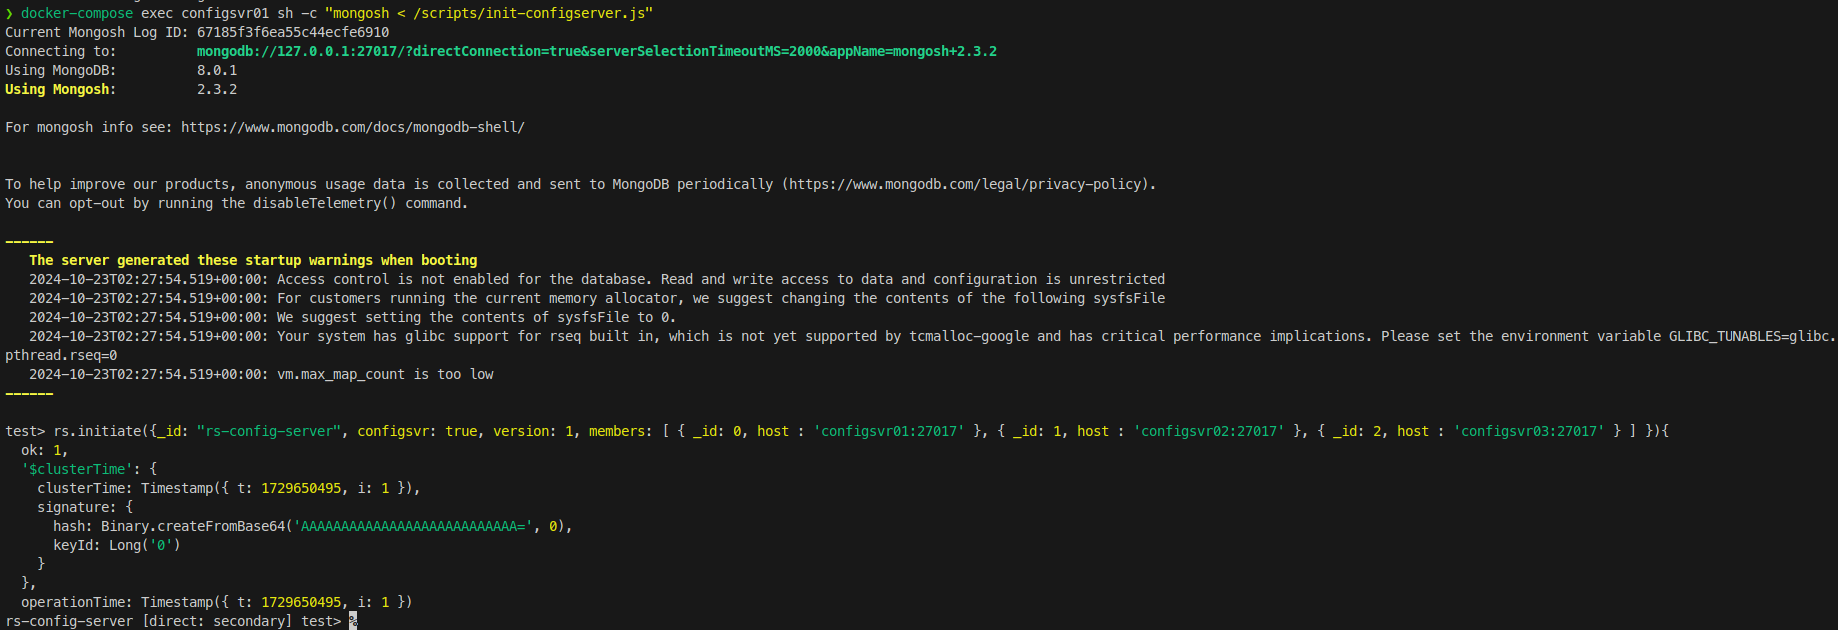 ❯ docker-compose exec configsvr01 sh -c "mongosh < /scripts/init-configserver.js"
Current Mongosh Log ID: 67185f3f6ea55c44ecfe6910
Connecting to:          mongodb://127.0.0.1:27017/?directConnection=true&serverSelectionTimeoutMS=2000&appName=mongosh+2.3.2
Using MongoDB:          8.0.1
Using Mongosh:          2.3.2
For mongosh info see: https://www.mongodb.com/docs/mongodb-shell/
To help improve our products, anonymous usage data is collected and sent to MongoDB periodically (https://www.mongodb.com/legal/privacy-policy).
You can opt-out by running the disableTelemetry() command.
------
   The server generated these startup warnings when booting
   2024-10-23T02:27:54.519+00:00: Access control is not enabled for the database. Read and write access to data and configuration is unrestricted
   2024-10-23T02:27:54.519+00:00: For customers running the current memory allocator, we suggest changing the contents of the following sysfsFile
   2024-10-23T02:27:54.519+00:00: We suggest setting the contents of sysfsFile to 0.
   2024-10-23T02:27:54.519+00:00: Your system has glibc support for rseq built in, which is not yet supported by tcmalloc-google and has critical performance implications. Please set the environment variable GLIBC_TUNABLES=glibc.
pthread.rseq=0
   2024-10-23T02:27:54.519+00:00: vm.max_map_count is too low
------
test> rs.initiate({_id: "rs-config-server", configsvr: true, version: 1, members: [ { _id: 0, host : 'configsvr01:27017' }, { _id: 1, host : 'configsvr02:27017' }, { _id: 2, host : 'configsvr03:27017' } ] }){
  ok: 1,
  '$clusterTime': {
    clusterTime: Timestamp({ t: 1729650495, i: 1 }),
    signature: {
      hash: Binary.createFromBase64('AAAAAAAAAAAAAAAAAAAAAAAAAAA=', 0),
      keyId: Long('0')
    }
  },
  operationTime: Timestamp({ t: 1729650495, i: 1 })
rs-config-server [direct: secondary] test> %